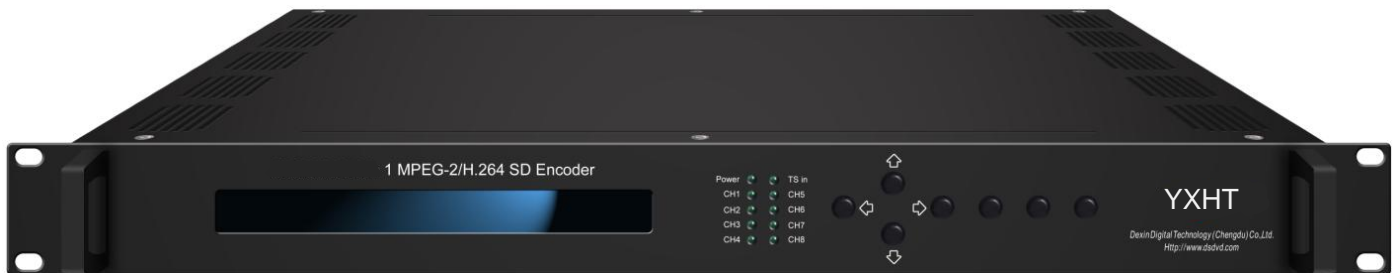 1 MPEG-2/H.264 SD Encoder
Power TS in
CH1 CH5
CH2 CH6
CH3 CH7
CH4 CH8
YXHT
Dexin Digital Technology (Chengdu) Co.,Ltd.
Http://www.dsdvd.com